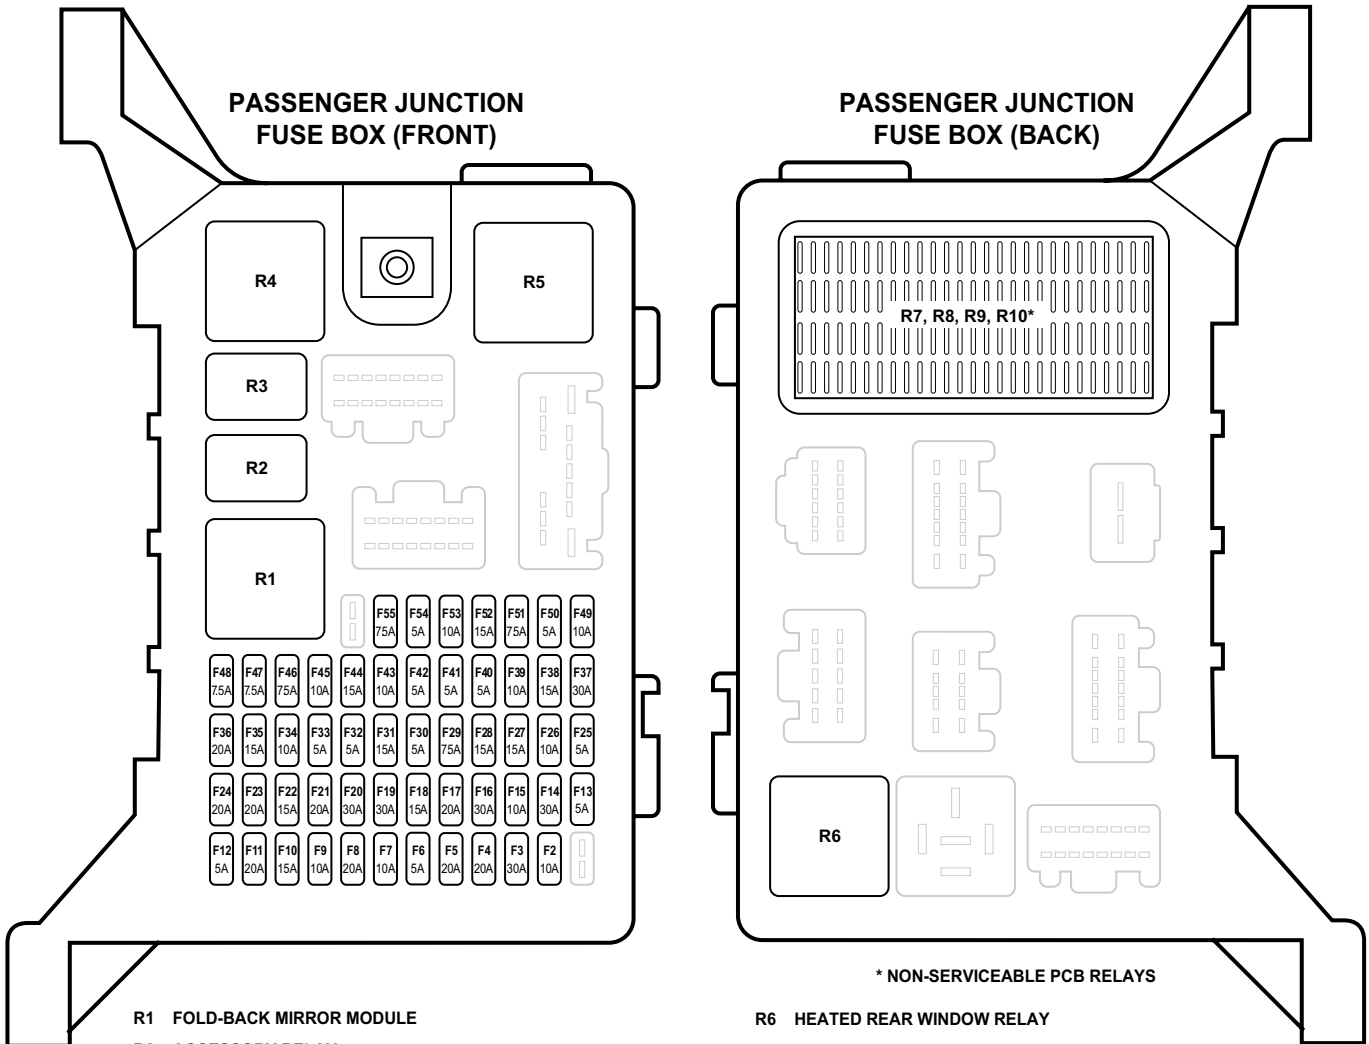 PASSENGER JUNCTION
FUSE BOX (FRONT)
PASSENGER JUNCTION
FUSE BOX (BACK)
R4
R5
R7, R8, R9, R10*
R3
R2
R1
F55 F54 F53 F52 F51 F50 F49
75A 5A 10A 15A 75A 5A 10A
F48 F47 F46 F45 F44 F43 F42 F41 F40 F39 F38 F37
7.5A 7.5A 75A 10A 15A 10A 5A 5A 5A 10A 15A 30A
F36 F35 F34 F33 F32 F31 F30 F29 F28 F27 F26 F25
20A 15A 10A 5A 5A 15A 5A 75A 15A 15A 10A 5A
F24 F23 F22 F21 F20 F19 F18 F17 F16 F15 F14 F13
20A 20A 15A 20A 30A 30A 15A 20A 30A 10A 30A 5A
F12 F11 F10 F9 F8 F7 F6 F5 F4 F3 F2
5A 20A 15A 10A 20A 10A 5A 20A 20A 30A 10A
R6
* NON-SERVICEABLE PCB RELAYS
R1 FOLD-BACK MIRROR MODULE
R6 HEATED REAR WINDOW RELAY